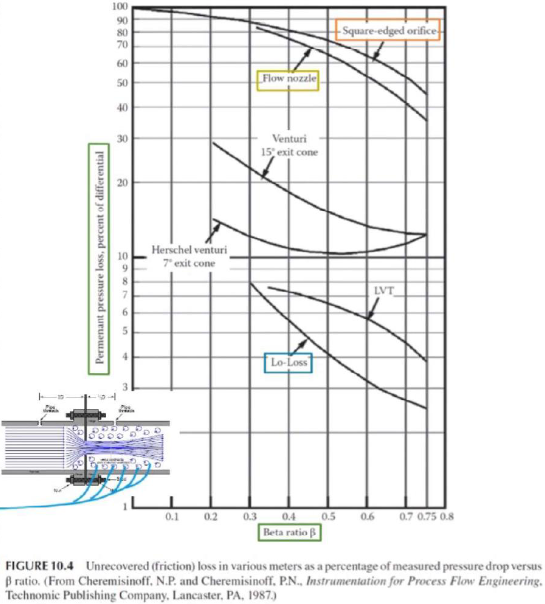 100
90
80
70
60
50
40
30
20
10
9
8
7
6
5
4
3
1
Permenant pressure loss, percent of differential
Square-edged orifice
Flow nozzle
Venturi
15° exit cone
Herschel venturi
7° exit cone
LVT
Lo-Loss
0.1 0.2 0.3 0.4 0.5 0.6 0.7 0.75 0.8
Beta ratio β
FIGURE 10.4 Unrecovered (friction) loss in various meters as a percentage of measured pressure drop versus
β ratio. (From Cheremisinoff, N.P. and Cheremisinoff, P.N., Instrumentation for Process Flow Engineering,
Technomic Publishing Company, Lancaster, PA, 1987.)